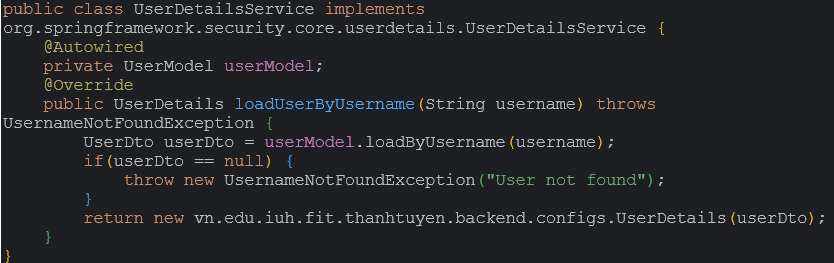 public class UserDetailsService implements
org.springframework.security.core.userdetails.UserDetailsService {
    @Autowired
    private UserModel userModel;
    @Override
    public UserDetails loadUserByUsername(String username) throws
UsernameNotFoundException {
        UserDto userDto = userModel.loadByUsername(username);
        if(userDto == null) {
            throw new UsernameNotFoundException("User not found");
        }
        return new vn.edu.iuh.fit.thanhtuyen.backend.configs.UserDetails(userDto);
    }
}